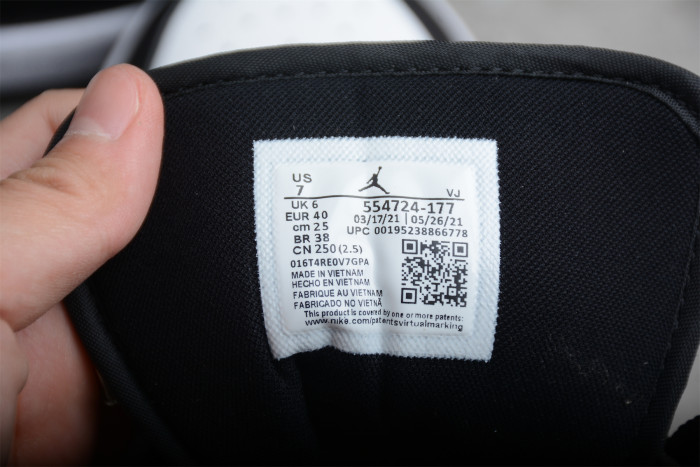 US
7
VJ
UK 6
554724-177
EUR 40
03/17/21 | 05/26/21
cm 25
UPC 00195238866778
BR 38
CN 250 (2.5)
016T4RE0V7GPA
MADE IN VIETNAM
HECHO EN VIETNAM
FABRIQUE AU VIETNAM
FABRICADO NO VIETNÃ
This product is covered by one or more patents:
www.nike.com/patentsvirtualmarking